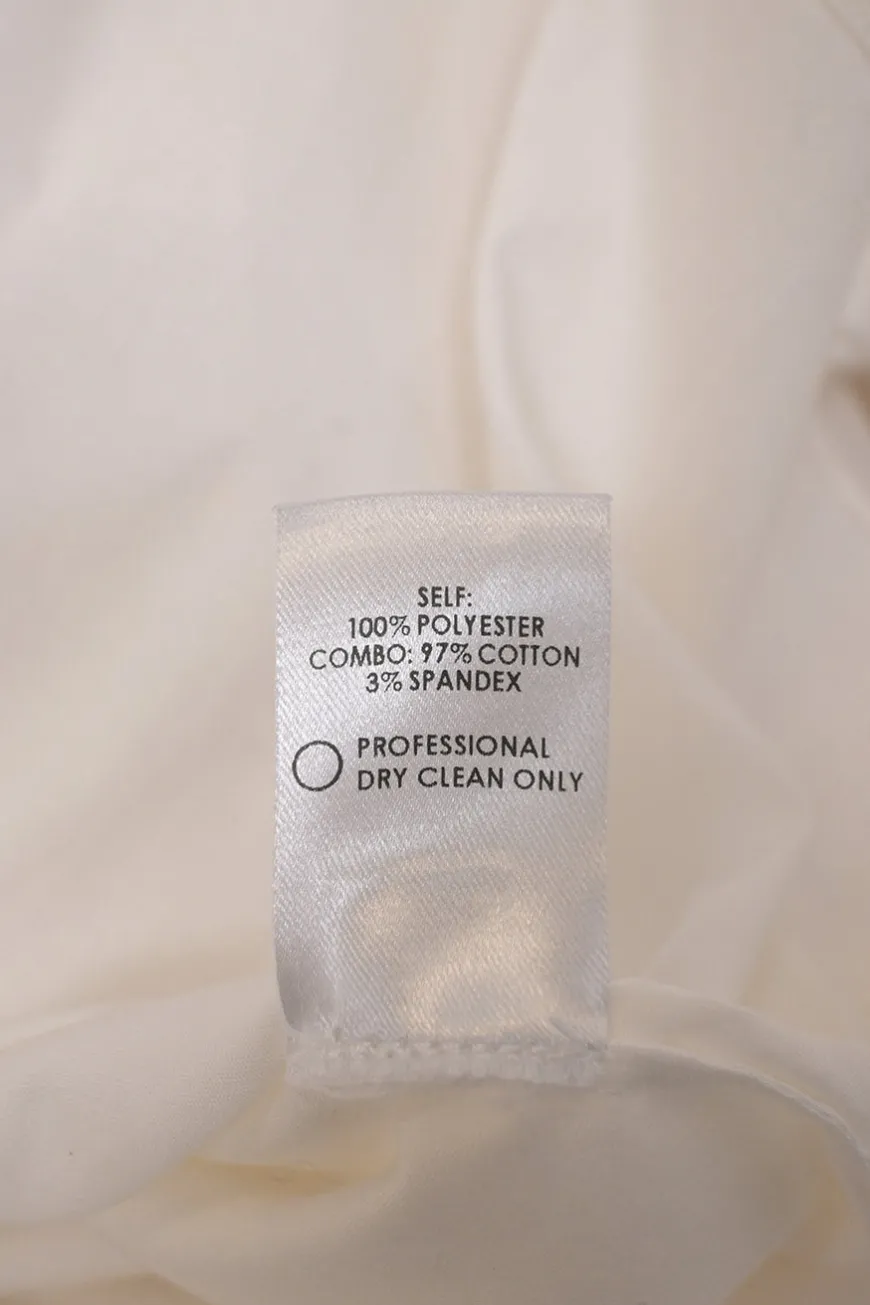 SELF:
100% POLYESTER
COMBO: 97% COTTON
3% SPANDEX
PROFESSIONAL
DRY CLEAN ONLY